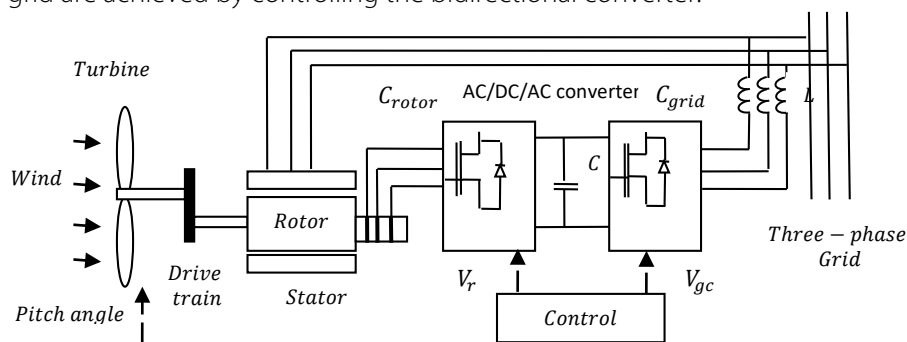 grid are achieved by controlling the bidirectional converter.
Turbine
C_rotor
AC/DC/AC converter
C_grid
L
Wind
C
Rotor
Three − phase
Grid
Drive
train
Stator
V_r
V_gc
Pitch angle
Control